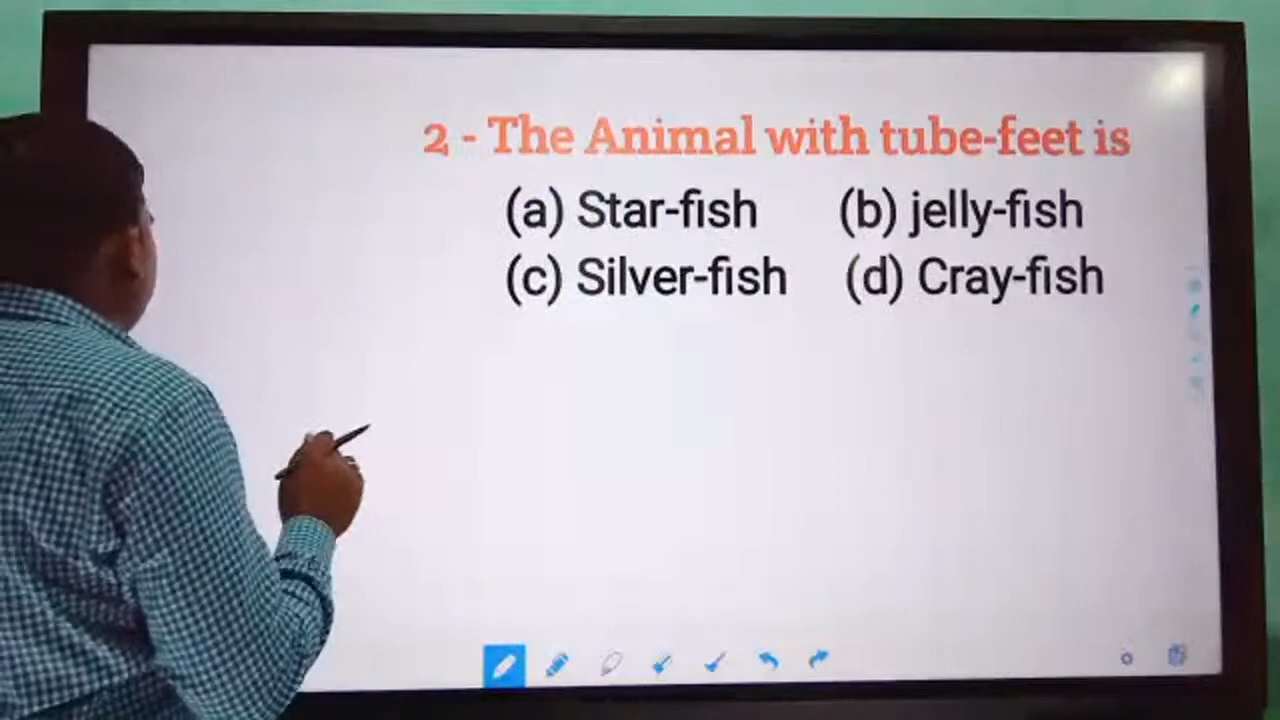 2 - The Animal with tube-feet is
(a) Star-fish (b) jelly-fish
(c) Silver-fish (d) Cray-fish